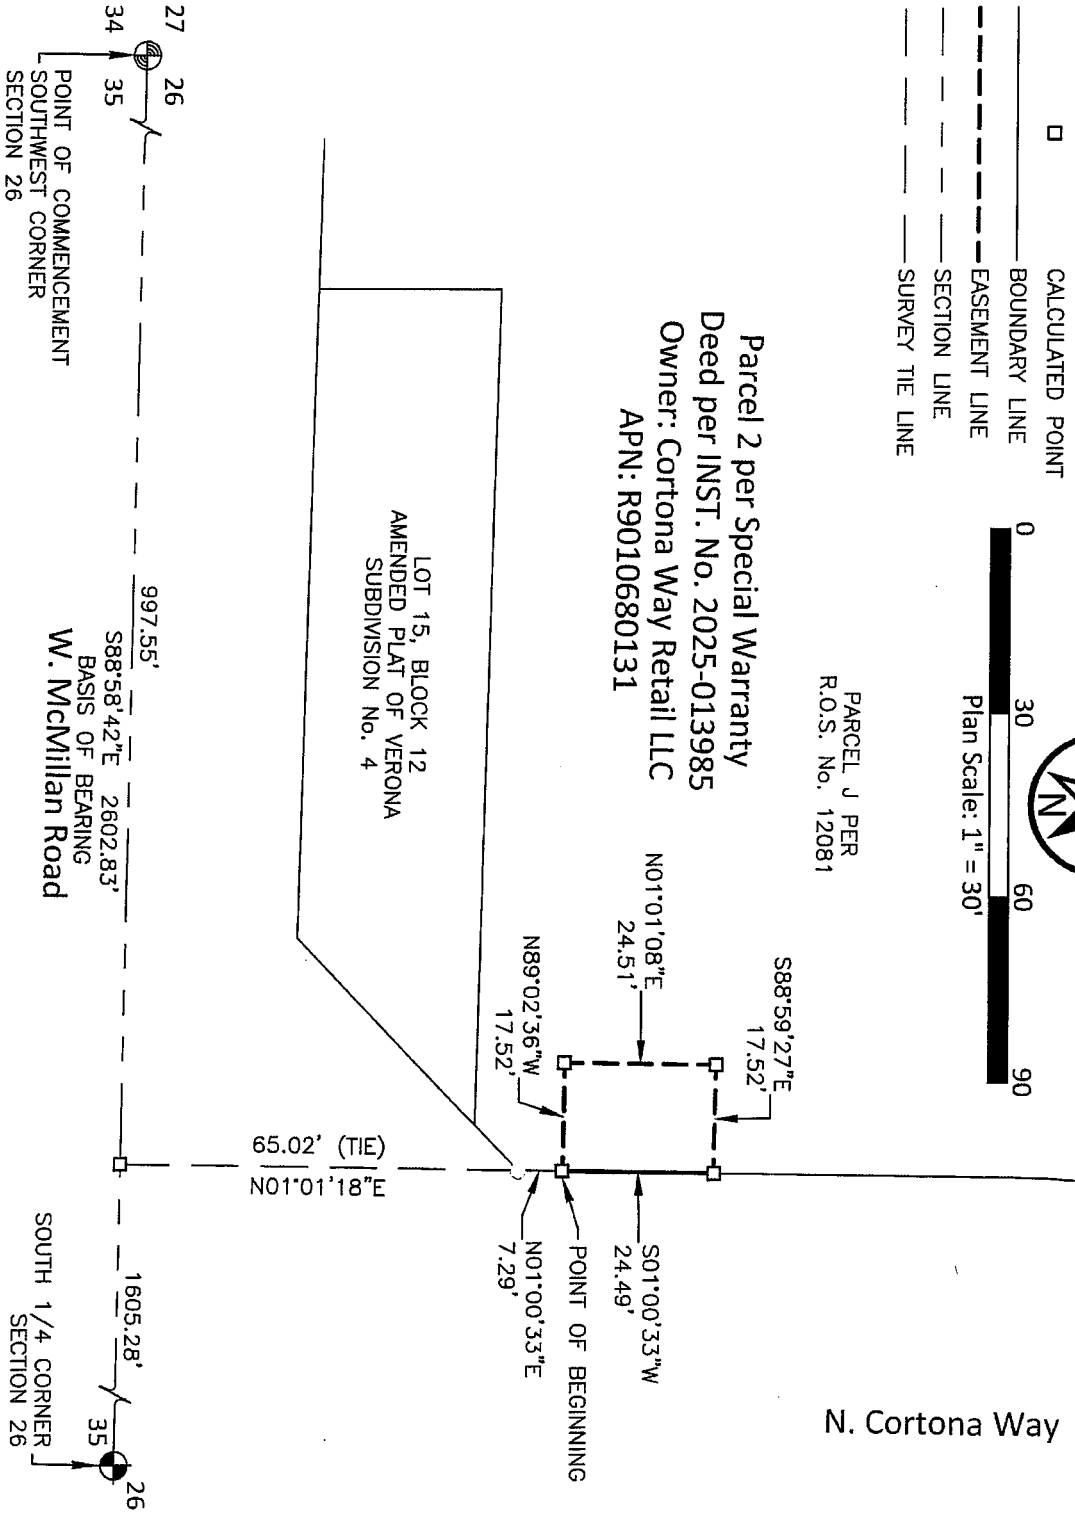 CALCULATED POINT
BOUNDARY LINE
EASEMENT LINE
SECTION LINE
SURVEY TIE LINE
0 30 60 90
Plan Scale: 1" = 30'
N
PARCEL J PER
R.O.S. No. 12081
Parcel 2 per Special Warranty
Deed per INST. No. 2025-013985
Owner: Cortona Way Retail LLC
APN: R9010680131
S88°59'27"E
17.52'
N01°01'08"E
24.51'
N89°02'36"W
17.52'
S01°00'33"W
24.49'
POINT OF BEGINNING
N01°00'33"E
7.29'
N. Cortona Way
LOT 15, BLOCK 12
AMENDED PLAT OF VERONA
SUBDIVISION No. 4
65.02' (TIE)
N01°01'18"E
27 26
34 35
POINT OF COMMENCEMENT
SOUTHWEST CORNER
SECTION 26
997.55'
S88°58'42"E 2602.83'
BASIS OF BEARING
W. McMillan Road
1605.28'
26
35
SOUTH 1/4 CORNER
SECTION 26